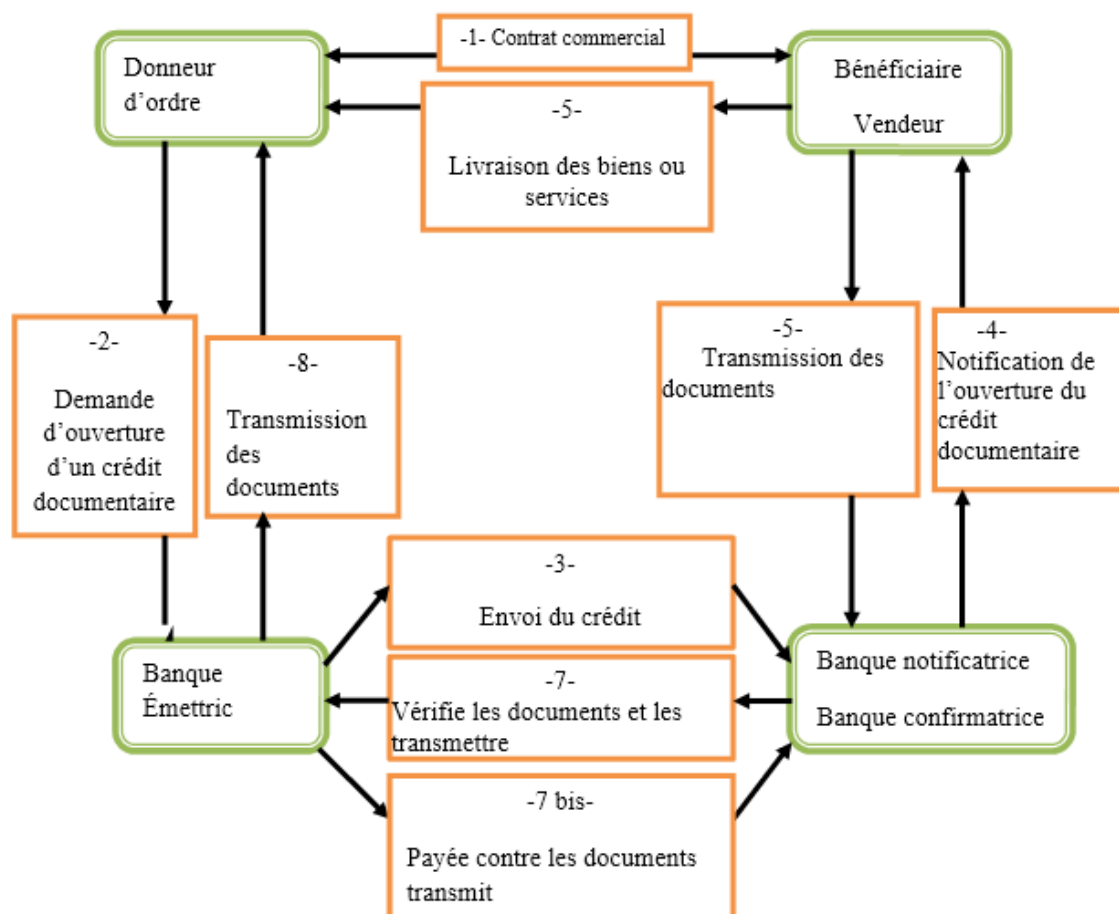 -1- Contrat commercial
Donneur
d’ordre
Bénéficiaire
Vendeur
-5-
Livraison des biens ou
services
-2-
Demande
d’ouverture
d’un crédit
documentaire
-8-
Transmission
des
documents
-5-
Transmission des
documents
-4-
Notification de
l’ouverture du
crédit
documentaire
-3-
Envoi du crédit
Banque
Émettric
-7-
Vérifie les documents et les
transmettre
Banque notificatrice
Banque confirmatrice
-7 bis-
Payée contre les documents
transmit